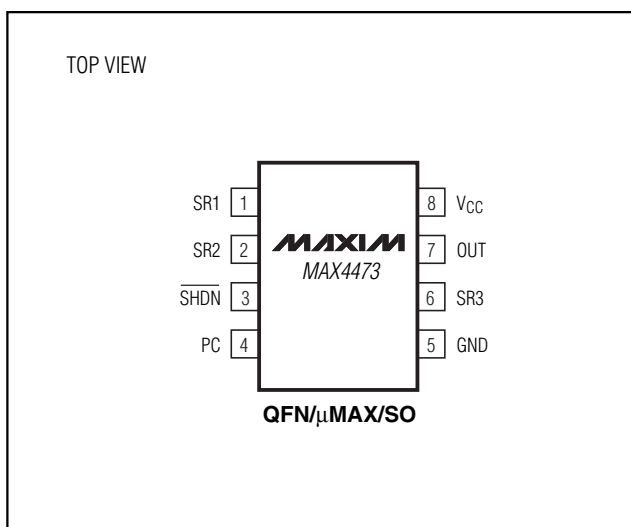 TOP VIEW
SR1 1
8 VCC
SR2 2
MAXIM
7 OUT
MAX4473
SHDN 3
6 SR3
PC 4
5 GND
QFN/μMAX/SO